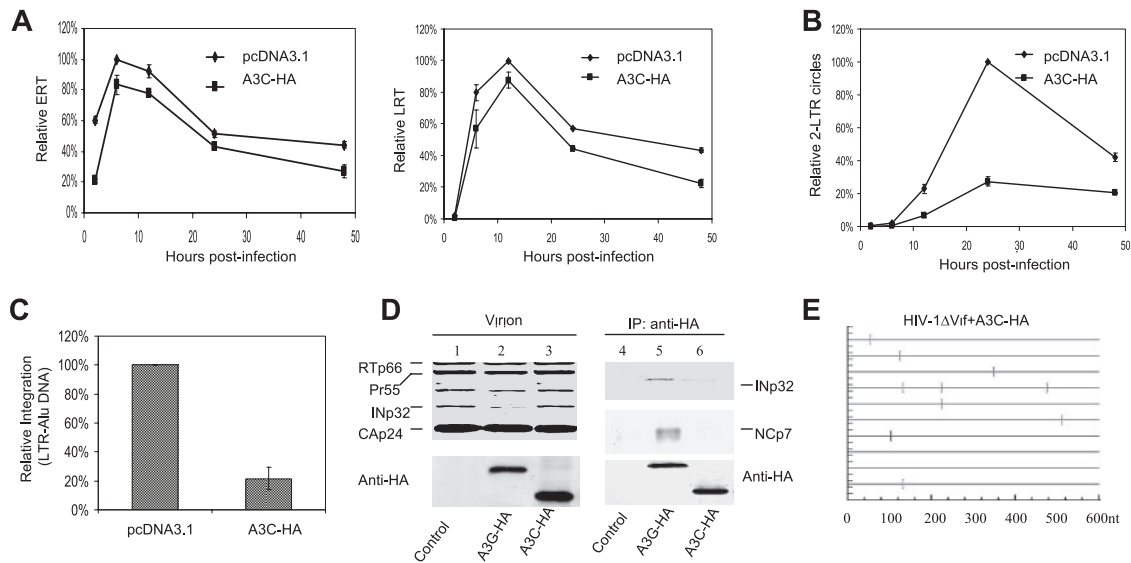 A
Relative ERT
120%
100%
80%
60%
40%
20%
0%
pcDNA3.1
A3C-HA
0 10 20 30 40 50
Hours post-infection
Relative LRT
120%
100%
80%
60%
40%
20%
0%
pcDNA3.1
A3C-HA
0 10 20 30 40 50
Hours post-infection
B
Relative 2-LTR circles
120%
100%
80%
60%
40%
20%
0%
pcDNA3.1
A3C-HA
0 10 20 30 40 50
Hours post-infection
C
Relative Integration
(LTR-Alu DNA)
120%
100%
80%
60%
40%
20%
0%
pcDNA3.1 A3C-HA
D
Virion
1 2 3
RTp66
Pr55
INp32
CAp24
Anti-HA
Control
A3G-HA
A3C-HA
IP: anti-HA
4 5 6
INp32
NCp7
Anti-HA
Control
A3G-HA
A3C-HA
E
HIV-1ΔVif+A3C-HA
0 100 200 300 400 500 600nt